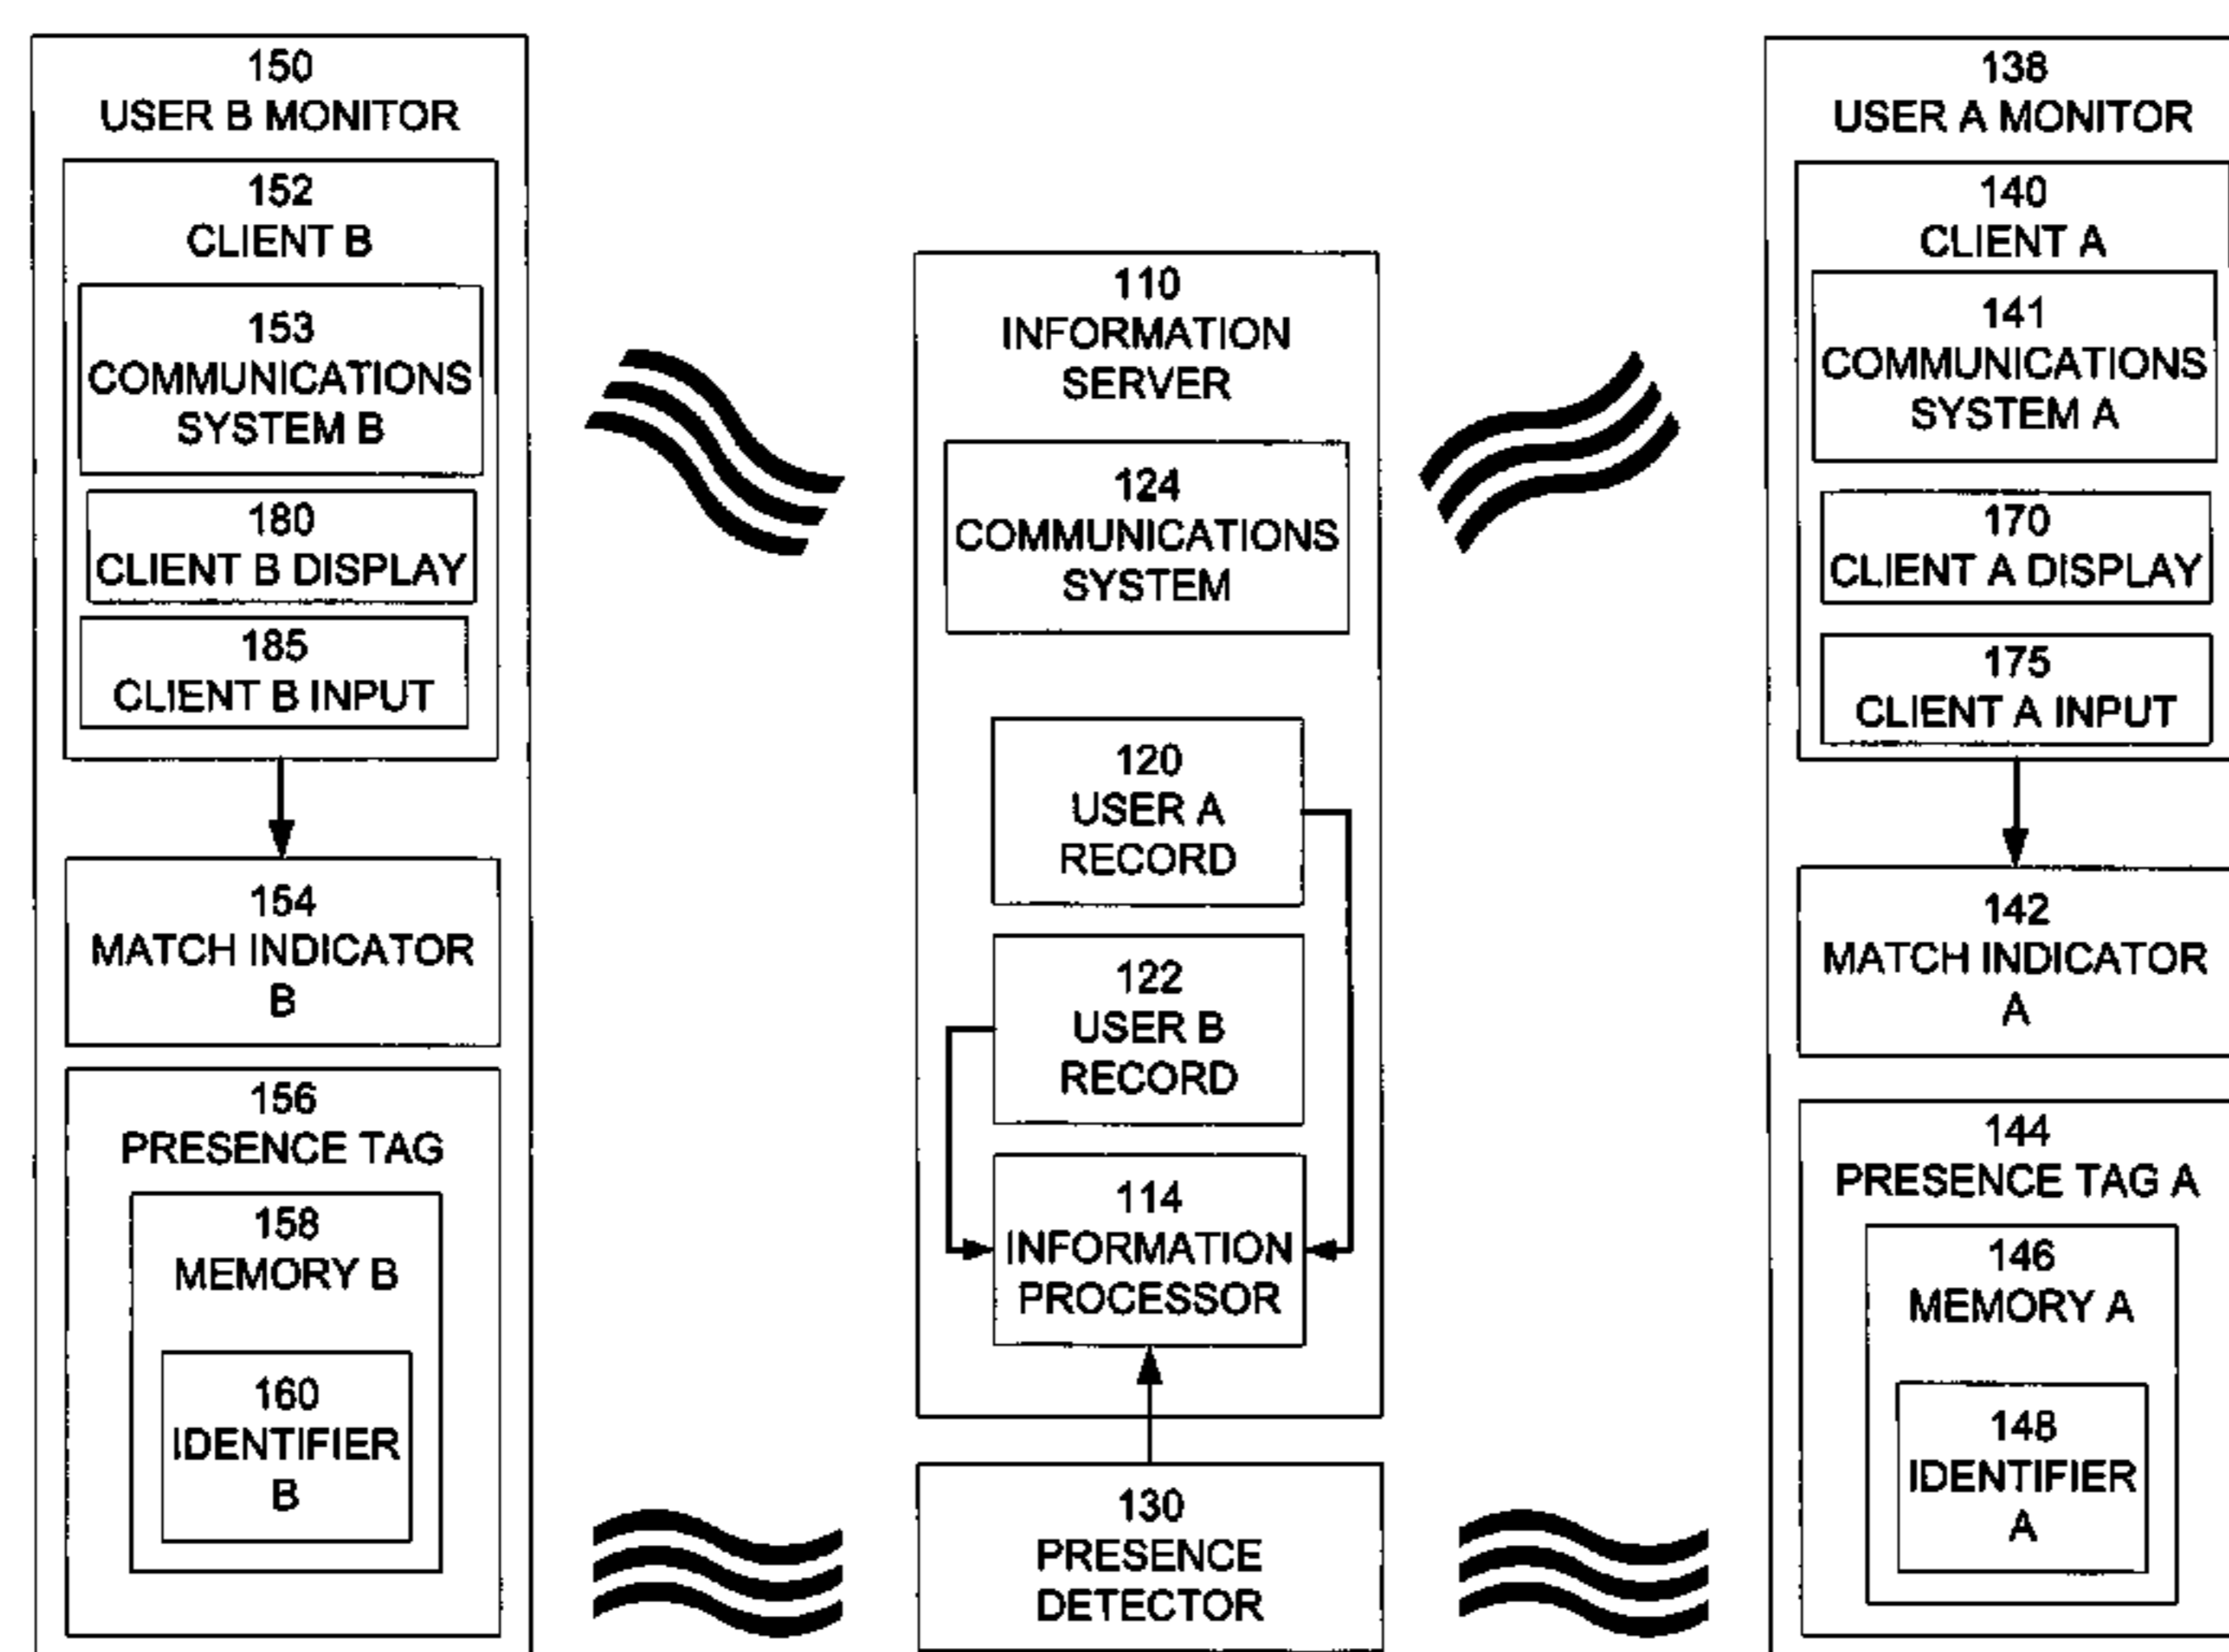 150
USER B MONITOR
152
CLIENT B
153
COMMUNICATIONS
SYSTEM B
180
CLIENT B DISPLAY
185
CLIENT B INPUT
154
MATCH INDICATOR
B
156
PRESENCE TAG
158
MEMORY B
160
IDENTIFIER
B
110
INFORMATION
SERVER
124
COMMUNICATIONS
SYSTEM
120
USER A
RECORD
122
USER B
RECORD
114
INFORMATION
PROCESSOR
130
PRESENCE
DETECTOR
138
USER A MONITOR
140
CLIENT A
141
COMMUNICATIONS
SYSTEM A
170
CLIENT A DISPLAY
175
CLIENT A INPUT
142
MATCH INDICATOR
A
144
PRESENCE TAG A
146
MEMORY A
148
IDENTIFIER
A